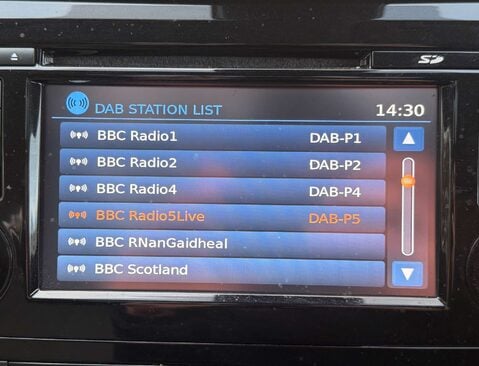 SD
DAB STATION LIST 14:30
BBC Radio1 DAB-P1
BBC Radio2 DAB-P2
BBC Radio4 DAB-P4
BBC Radio5Live DAB-P5
BBC RNanGaidheal
BBC Scotland